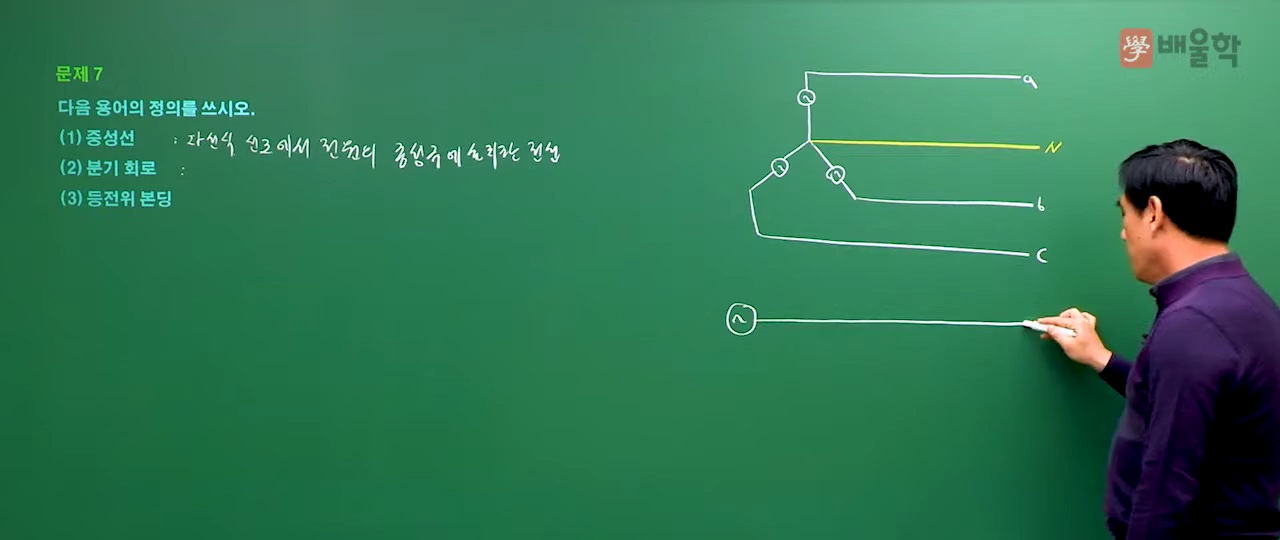 學 배울학
문제 7
다음 용어의 정의를 쓰시오.
(1) 중성선 : 다선식 선로에서 전원의 중성극에 접속되는 전선
(2) 분기 회로 :
(3) 등전위 본딩
a
N
b
c